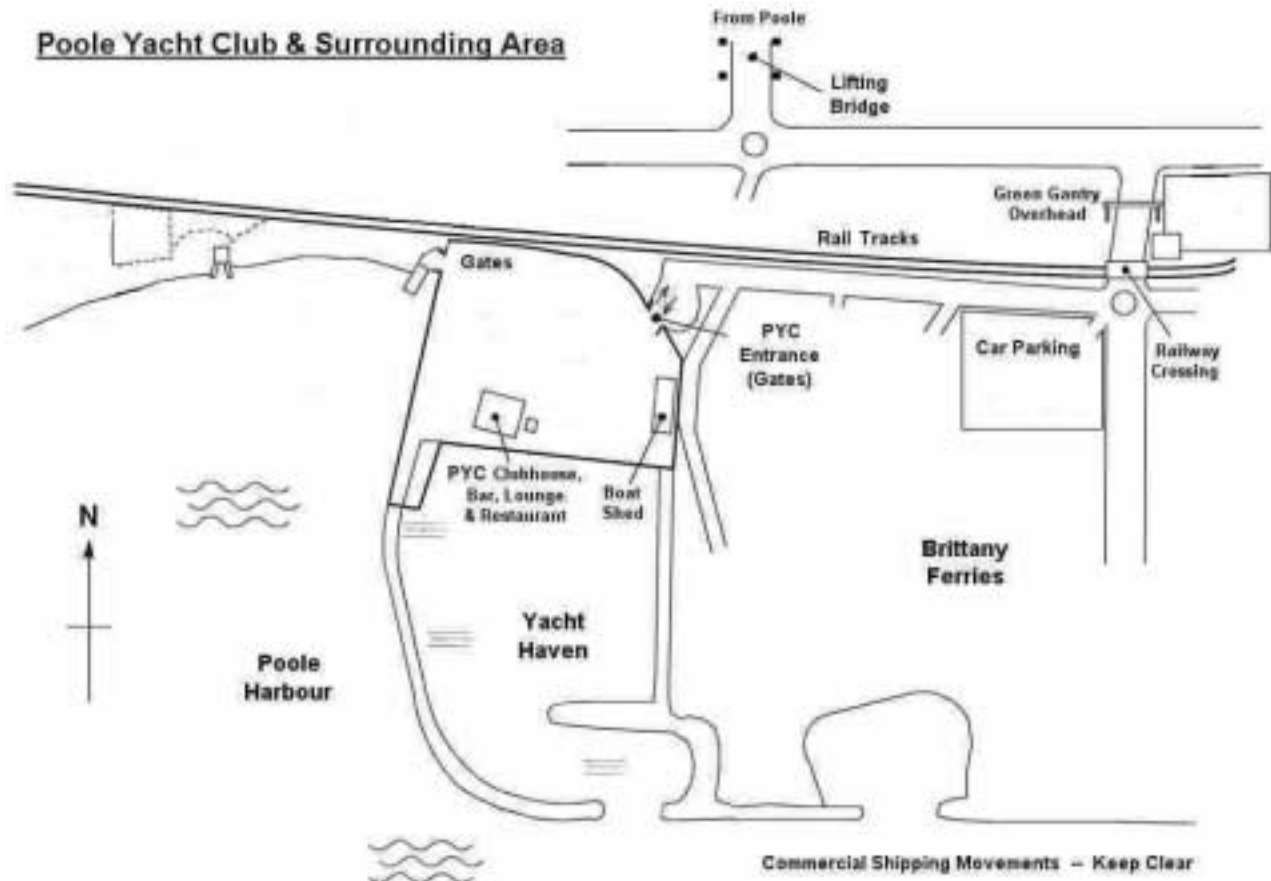 Poole Yacht Club & Surrounding Area
From Poole
Lifting
Bridge
Green Gantry
Overhead
Rail Tracks
Gates
PYC
Entrance
(Gates)
Car Parking
Railway
Crossing
PYC Clubhouse,
Bar, Lounge
& Restaurant
Boat
Shed
N
Brittany
Ferries
Yacht
Haven
Poole
Harbour
Commercial Shipping Movements – Keep Clear